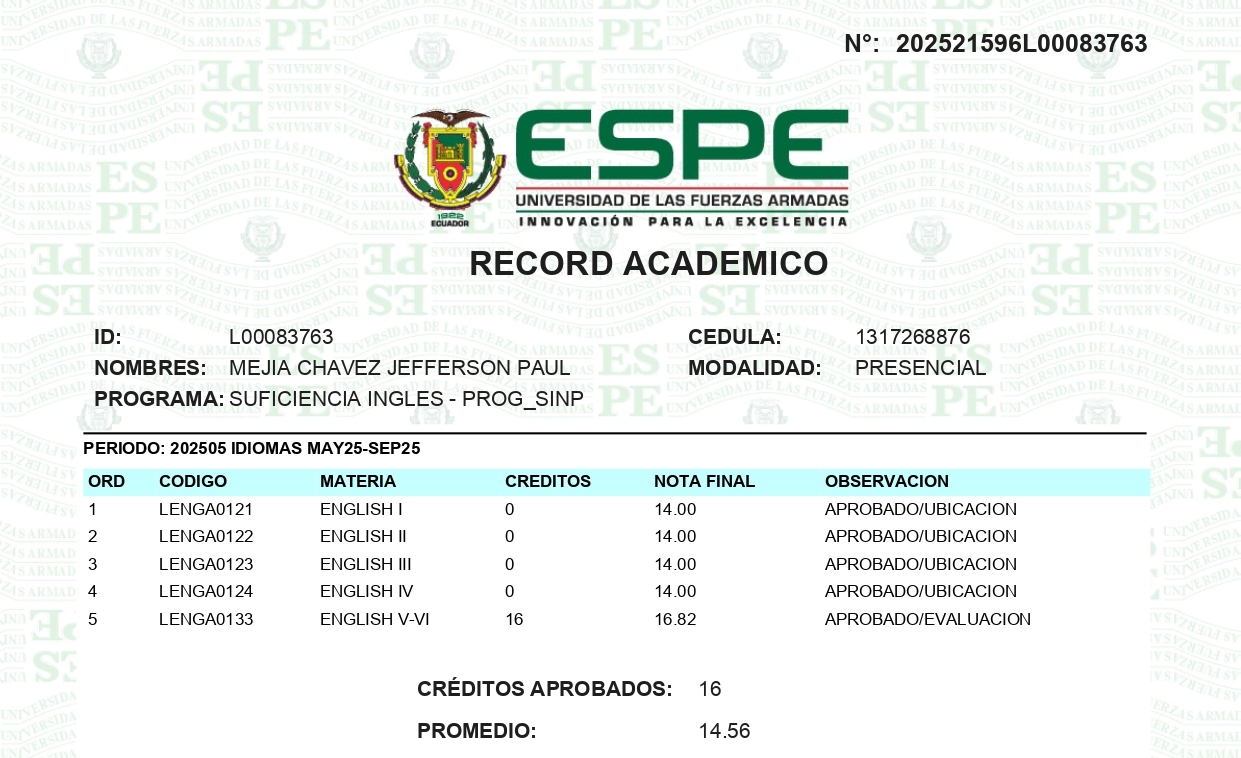 N°: 202521596L00083763
ESPE
UNIVERSIDAD DE LAS FUERZAS ARMADAS
INNOVACIÓN PARA LA EXCELENCIA
1922
ECUADOR
RECORD ACADEMICO
ID: L00083763 CEDULA: 1317268876
NOMBRES: MEJIA CHAVEZ JEFFERSON PAUL MODALIDAD: PRESENCIAL
PROGRAMA: SUFICIENCIA INGLES - PROG_SINP
PERIODO: 202505 IDIOMAS MAY25-SEP25
ORD CODIGO MATERIA CREDITOS NOTA FINAL OBSERVACION
1 LENGA0121 ENGLISH I 0 14.00 APROBADO/UBICACION
2 LENGA0122 ENGLISH II 0 14.00 APROBADO/UBICACION
3 LENGA0123 ENGLISH III 0 14.00 APROBADO/UBICACION
4 LENGA0124 ENGLISH IV 0 14.00 APROBADO/UBICACION
5 LENGA0133 ENGLISH V-VI 16 16.82 APROBADO/EVALUACION
CRÉDITOS APROBADOS: 16
PROMEDIO: 14.56